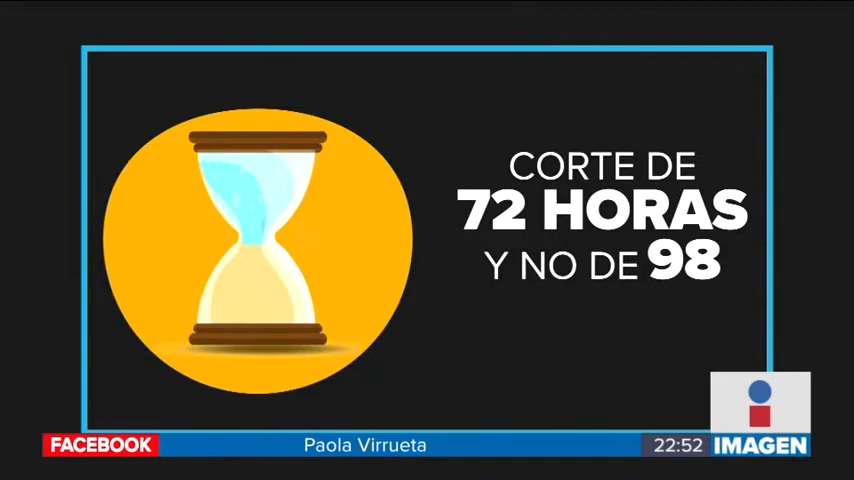 CORTE DE
72 HORAS
Y NO DE 98
FACEBOOK
Paola Virrueta
22:52
IMAGEN